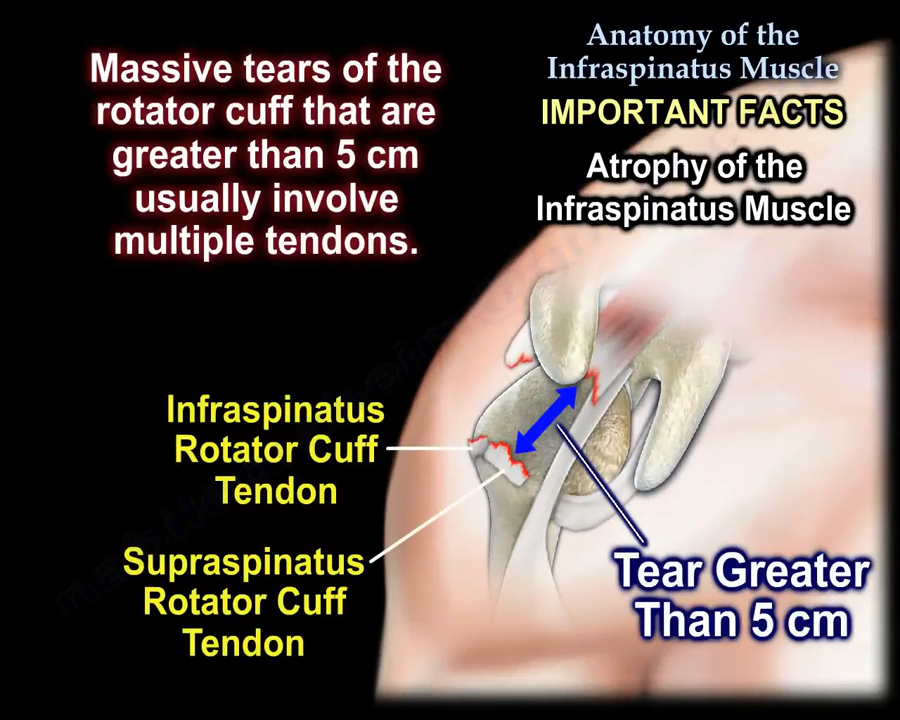 Anatomy of the
Infraspinatus Muscle
IMPORTANT FACTS
Atrophy of the
Infraspinatus Muscle
Massive tears of the
rotator cuff that are
greater than 5 cm
usually involve
multiple tendons.
Infraspinatus
Rotator Cuff
Tendon
Supraspinatus
Rotator Cuff
Tendon
Tear Greater
Than 5 cm